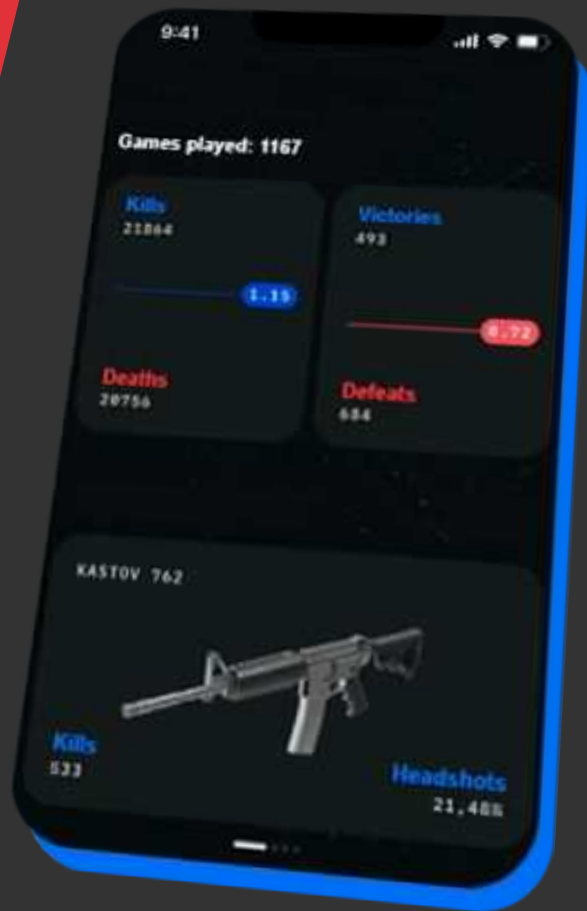 9:41
Games played: 1167
Kills
21864
Victories
493
1.15
0.72
Deaths
20756
Defeats
684
KASTOV 762
Kills
533
Headshots
21,48%